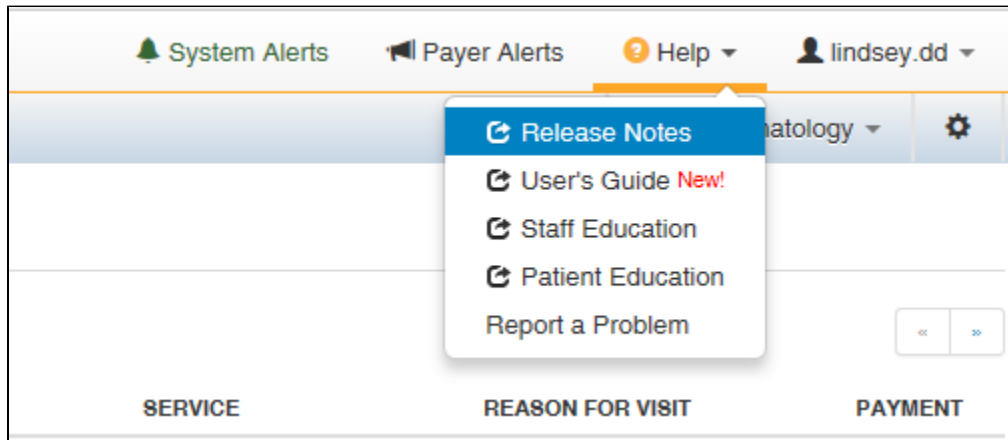 System Alerts Payer Alerts Help lindsey.dd
Release Notes
atology
User's Guide New!
Staff Education
Patient Education
Report a Problem
« »
SERVICE REASON FOR VISIT PAYMENT